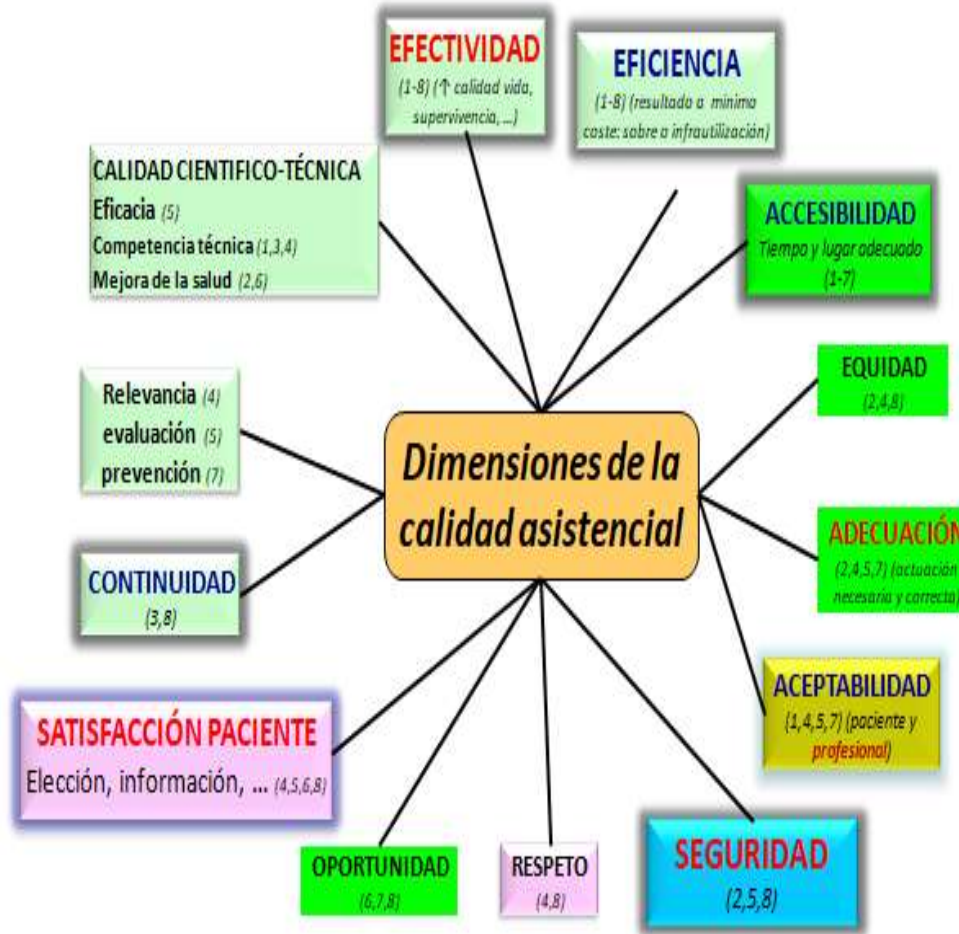 EFECTIVIDAD
(1-8) (↑ calidad vida,
supervivencia, ...)
EFICIENCIA
(1-8) (resultado a mínimo
coste: sobre o infrautilización)
CALIDAD CIENTIFICO-TÉCNICA
Eficacia (5)
Competencia técnica (1,3,4)
Mejora de la salud (2,6)
ACCESIBILIDAD
Tiempo y lugar adecuado
(1-7)
EQUIDAD
(2,4,8)
Relevancia (4)
evaluación (5)
prevención (7)
Dimensiones de la
calidad asistencial
ADECUACIÓN
(2,4,5,7) (actuación
necesaria y correcta)
CONTINUIDAD
(3,8)
ACEPTABILIDAD
(1,4,5,7) (paciente y
profesional)
SATISFACCIÓN PACIENTE
Elección, información, ... (4,5,6,8)
OPORTUNIDAD
(6,7,8)
RESPETO
(4,8)
SEGURIDAD
(2,5,8)